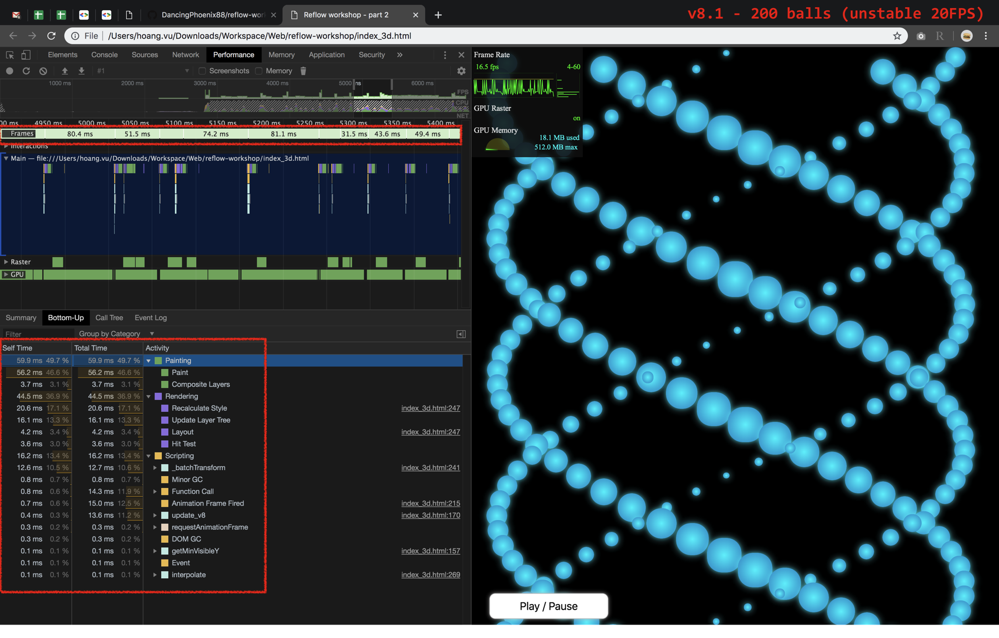 DancingPhoenix88/reflow-wor
Reflow workshop - part 2
v8.1 - 200 balls (unstable 20FPS)
File
/Users/hoang.vu/Downloads/Workspace/Web/reflow-workshop/index_3d.html
R
Elements Console Sources Network Performance Memory Application Security »
#1 Screenshots Memory
1000 ms 2000 ms 3000 ms 4000 ms 5000 ms 6000 ms
FPS
CPU
NET
00 ms 4950 ms 5000 ms 5050 ms 5100 ms 5150 ms 5200 ms 5250 ms 5300 ms 5350 ms 5400 ms
Frames 80.4 ms 51.5 ms 74.2 ms 81.1 ms 31.5 ms 43.6 ms 49.4 ms
Interactions
Main — file:///Users/hoang.vu/Downloads/Workspace/Web/reflow-workshop/index_3d.html
Raster
GPU
Summary Bottom-Up Call Tree Event Log
Filter Group by Category
Self Time Total Time Activity
59.9 ms 49.7 % 59.9 ms 49.7 % Painting
56.2 ms 46.6 % 56.2 ms 46.6 % Paint
3.7 ms 3.1 % 3.7 ms 3.1 % Composite Layers
44.5 ms 36.9 % 44.5 ms 36.9 % Rendering
20.6 ms 17.1 % 20.6 ms 17.1 % Recalculate Style index_3d.html:247
16.1 ms 13.3 % 16.1 ms 13.3 % Update Layer Tree
4.2 ms 3.4 % 4.2 ms 3.4 % Layout index_3d.html:247
3.6 ms 3.0 % 3.6 ms 3.0 % Hit Test
16.2 ms 13.4 % 16.2 ms 13.4 % Scripting
12.6 ms 10.5 % 12.7 ms 10.6 % _batchTransform index_3d.html:241
0.8 ms 0.7 % 0.8 ms 0.7 % Minor GC
0.8 ms 0.6 % 14.3 ms 11.9 % Function Call
0.7 ms 0.6 % 15.0 ms 12.5 % Animation Frame Fired index_3d.html:215
0.4 ms 0.3 % 13.6 ms 11.2 % update_v8 index_3d.html:170
0.3 ms 0.2 % 0.3 ms 0.2 % requestAnimationFrame
0.3 ms 0.2 % 0.3 ms 0.2 % DOM GC
0.1 ms 0.1 % 0.1 ms 0.1 % getMinVisibleY index_3d.html:157
0.1 ms 0.1 % 0.1 ms 0.1 % Event
0.1 ms 0.1 % 0.1 ms 0.1 % interpolate index_3d.html:269
Frame Rate
16.5 fps 4-60
GPU Raster
on
GPU Memory
18.1 MB used
512.0 MB max
Play / Pause